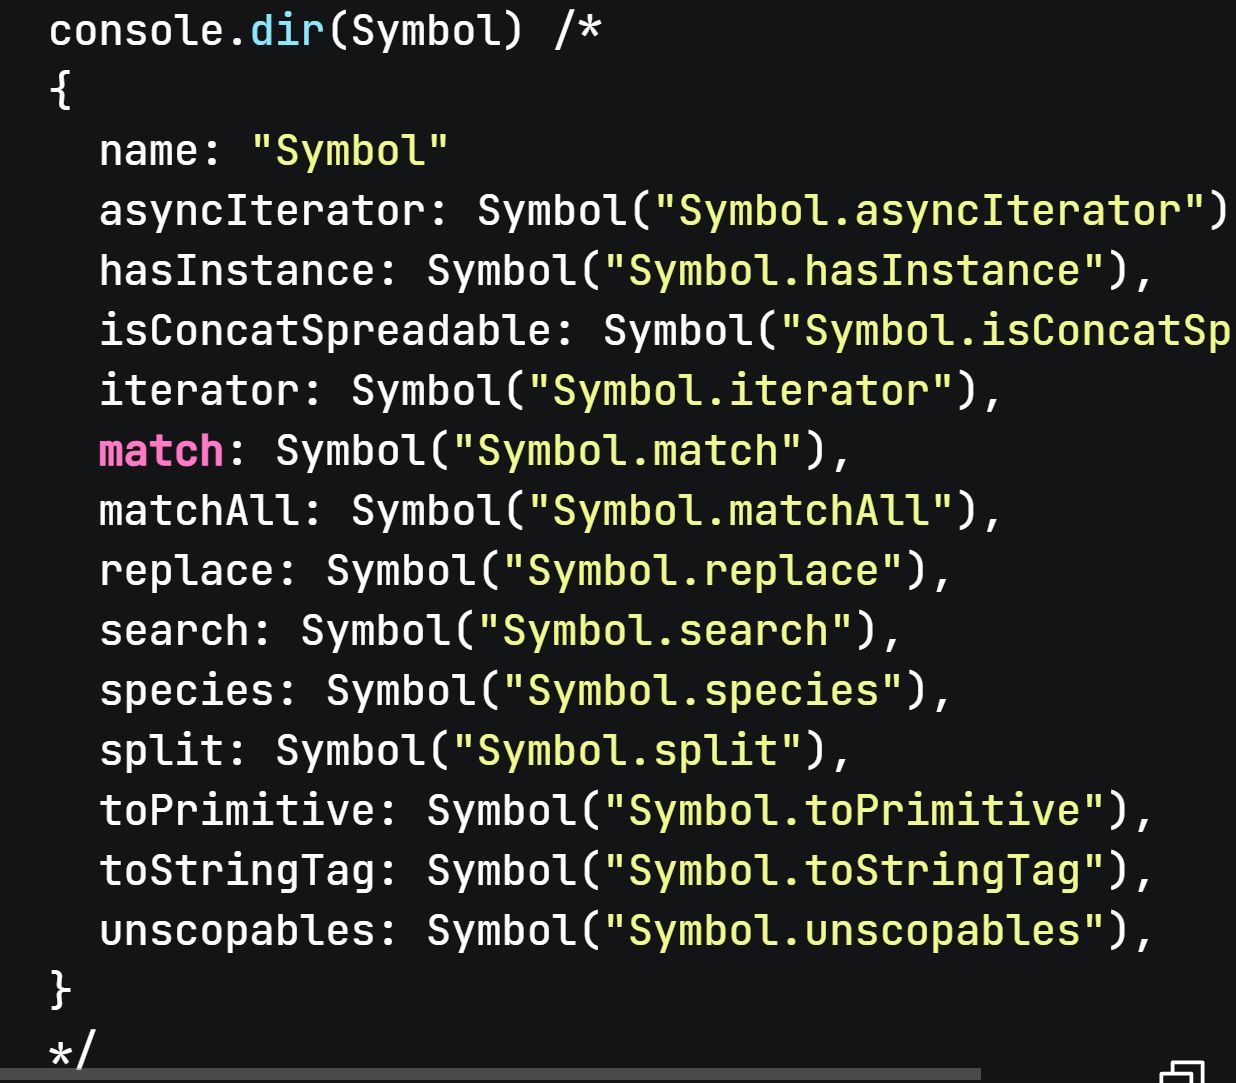 console.dir(Symbol) /*
{
  name: "Symbol"
  asyncIterator: Symbol("Symbol.asyncIterator")
  hasInstance: Symbol("Symbol.hasInstance"),
  isConcatSpreadable: Symbol("Symbol.isConcatSp
  iterator: Symbol("Symbol.iterator"),
  match: Symbol("Symbol.match"),
  matchAll: Symbol("Symbol.matchAll"),
  replace: Symbol("Symbol.replace"),
  search: Symbol("Symbol.search"),
  species: Symbol("Symbol.species"),
  split: Symbol("Symbol.split"),
  toPrimitive: Symbol("Symbol.toPrimitive"),
  toStringTag: Symbol("Symbol.toStringTag"),
  unscopables: Symbol("Symbol.unscopables"),
}
*/